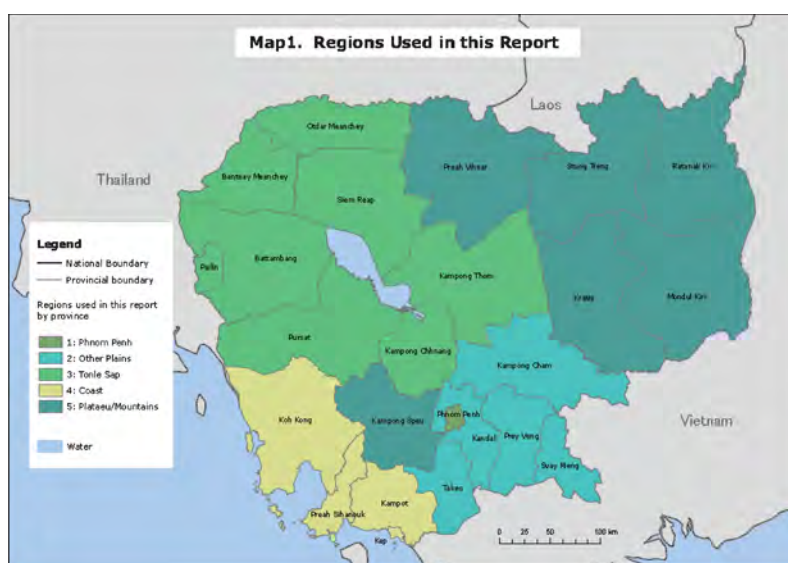 Map1.  Regions Used in this Report
Laos
Thailand
Vietnam
Otdar Meanchey
Banteay Meanchey
Siem Reap
Preah Vihear
Stung Treng
Ratanak Kiri
Pailin
Battambang
Kampong Thom
Kratie
Mondul Kiri
Pursat
Kampong Chhnang
Kampong Cham
Koh Kong
Kampong Speu
Phnom Penh
Kandal
Prey Veng
Svay Rieng
Takeo
Kampot
Preah Sihanouk
Kep
Legend
National Boundary
Provincial boundary
Regions used in this report
by province
1: Phnom Penh
2: Other Plains
3: Tonle Sap
4: Coast
5: Plataeu/Mountains
Water
0 25 50 100 km